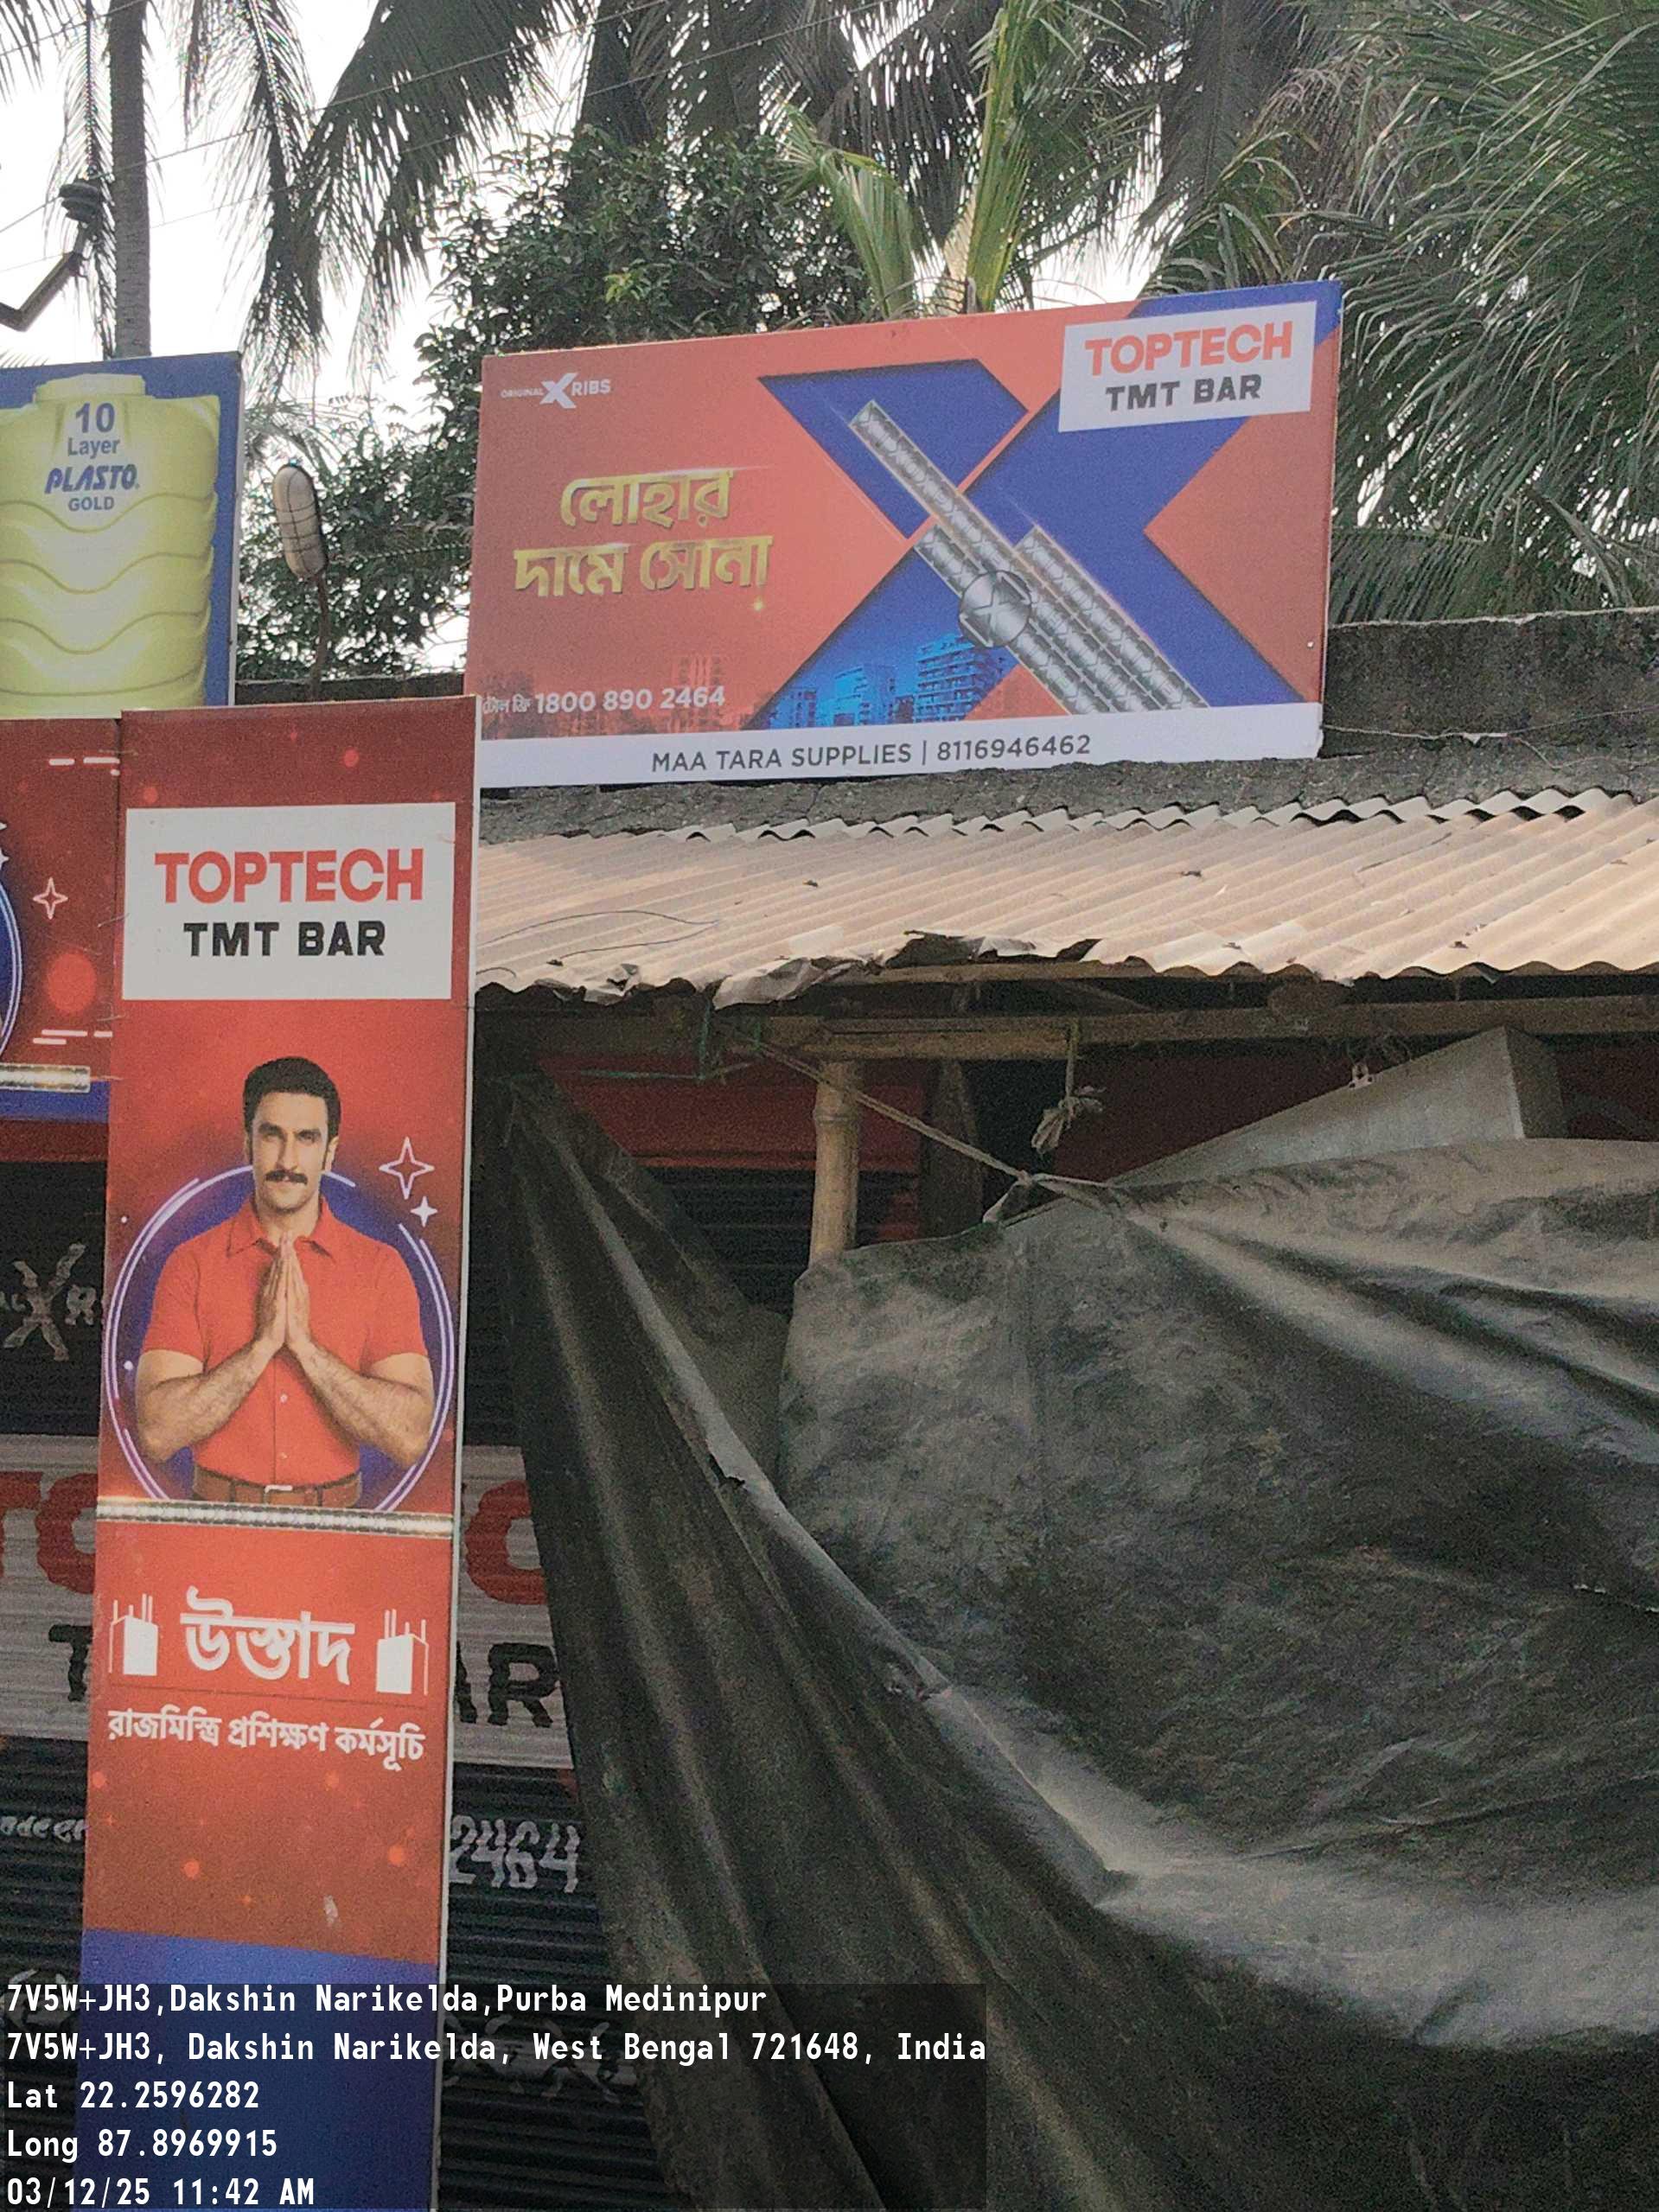 10
Layer
PLASTO
GOLD
ORIGINAL X RIBS
TOPTECH
TMT BAR
লোহার
দামে সোনা
টোল ফ্রি 1800 890 2464
MAA TARA SUPPLIES | 8116946462
TOPTECH
TMT BAR
উস্তাদ
রাজমিস্ত্রি প্রশিক্ষণ কর্মসূচি
2464
7V5W+JH3,Dakshin Narikelda,Purba Medinipur
7V5W+JH3, Dakshin Narikelda, West Bengal 721648, India
Lat 22.2596282
Long 87.8969915
03/12/25 11:42 AM